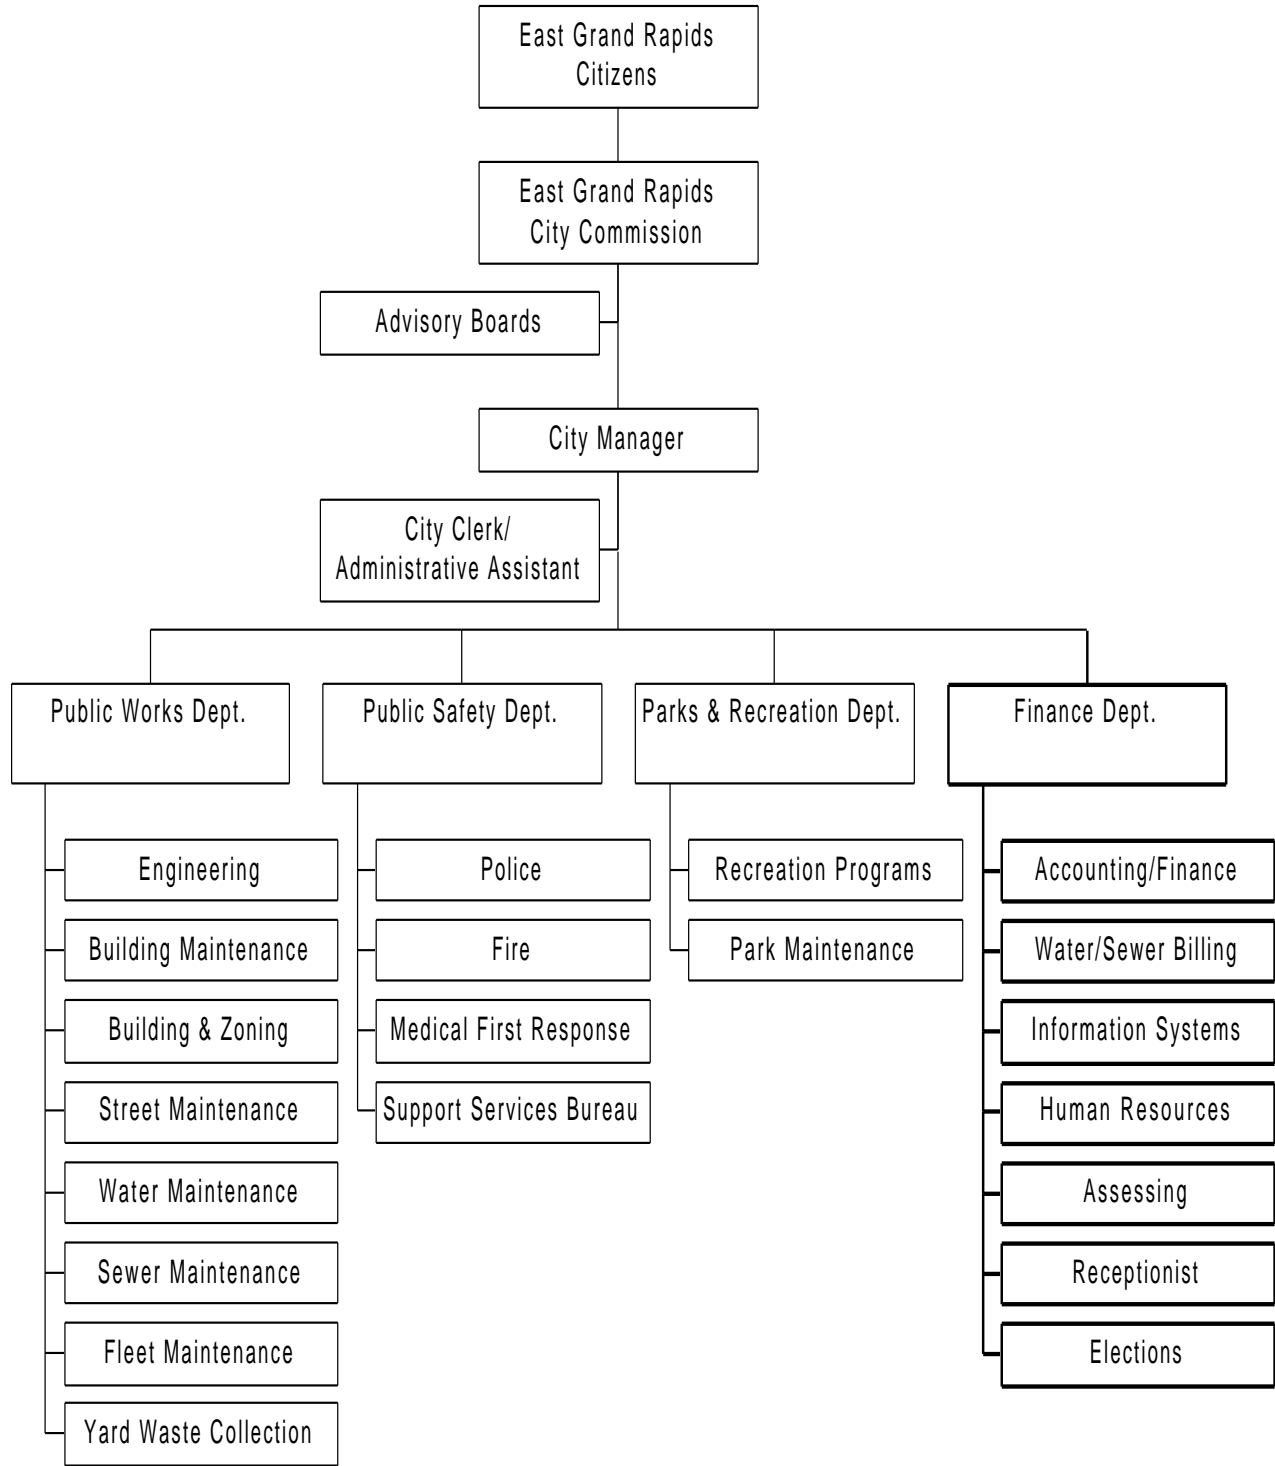 East Grand Rapids
Citizens
East Grand Rapids
City Commission
Advisory Boards
City Manager
City Clerk/
Administrative Assistant
Public Works Dept.
Public Safety Dept.
Parks & Recreation Dept.
Finance Dept.
Engineering
Building Maintenance
Building & Zoning
Street Maintenance
Water Maintenance
Sewer Maintenance
Fleet Maintenance
Yard Waste Collection
Police
Fire
Medical First Response
Support Services Bureau
Recreation Programs
Park Maintenance
Accounting/Finance
Water/Sewer Billing
Information Systems
Human Resources
Assessing
Receptionist
Elections